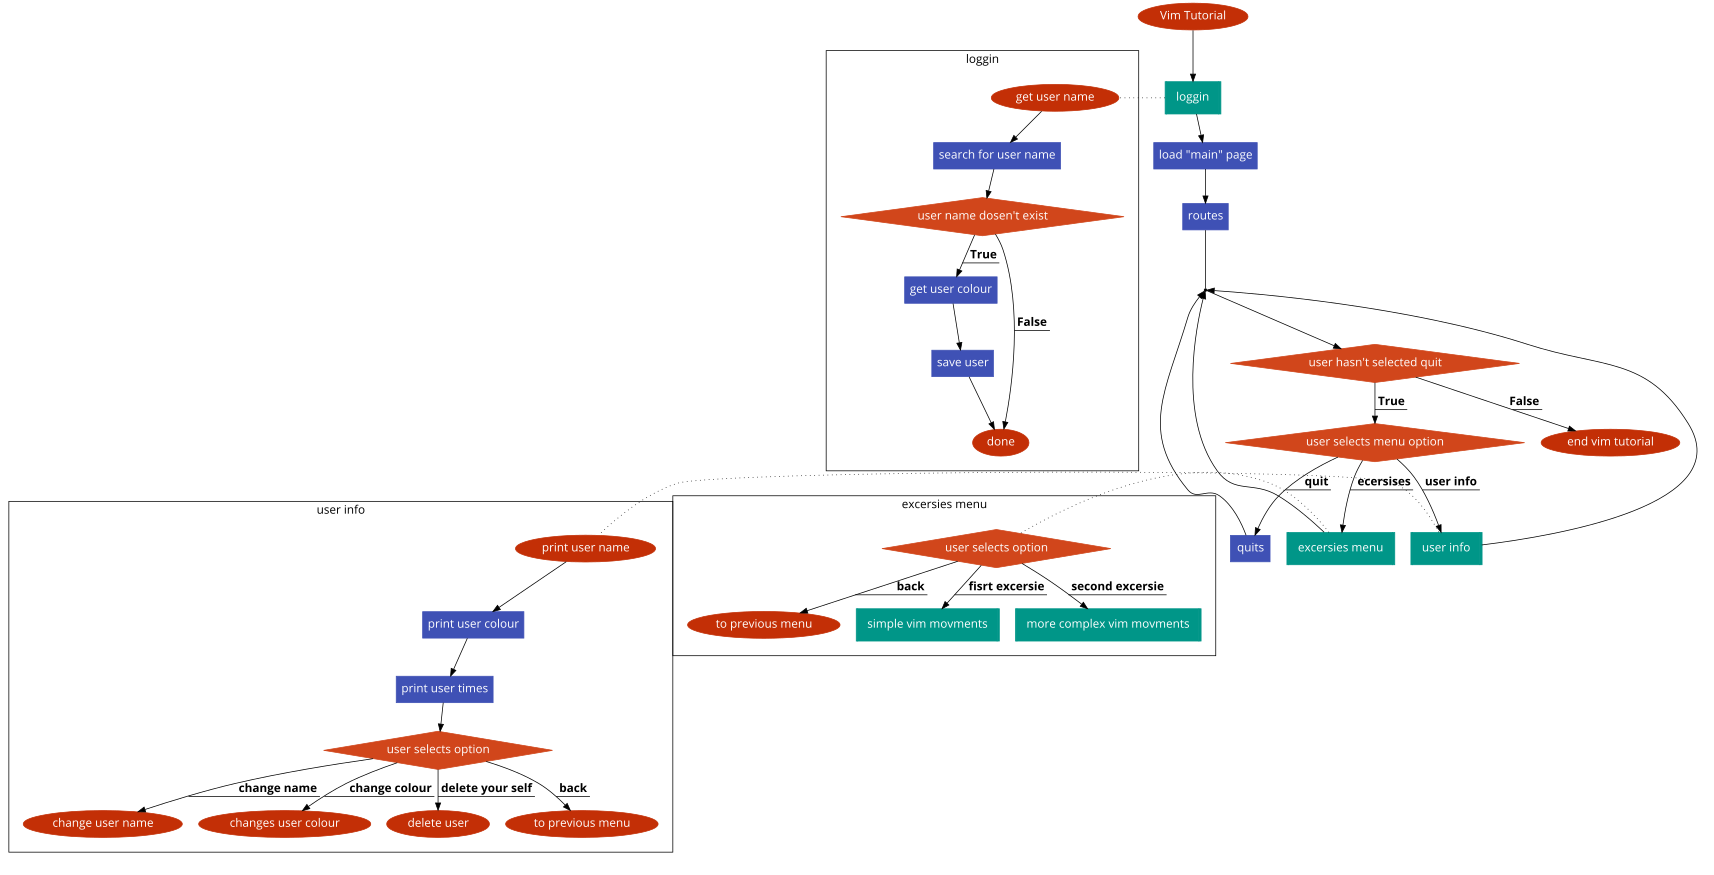 Vim Tutorial
loggin
get user name
loggin
search for user name
load "main" page
user name dosen't exist
routes
True
get user colour
False
save user
done
user hasn't selected quit
True
False
user selects menu option
end vim tutorial
quit
ecersises
user info
quits
excersies menu
user info
user info
print user name
print user colour
print user times
user selects option
change name
change colour
delete your self
back
change user name
changes user colour
delete user
to previous menu
excersies menu
user selects option
back
fisrt excersie
second excersie
to previous menu
simple vim movments
more complex vim movments